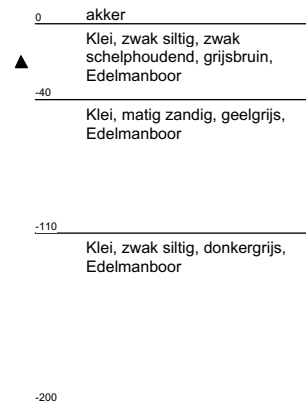 0 akker
Klei, zwak siltig, zwak
schelphoudend, grijsbruin,
Edelmanboor
-40
Klei, matig zandig, geelgrijs,
Edelmanboor
-110
Klei, zwak siltig, donkergrijs,
Edelmanboor
-200